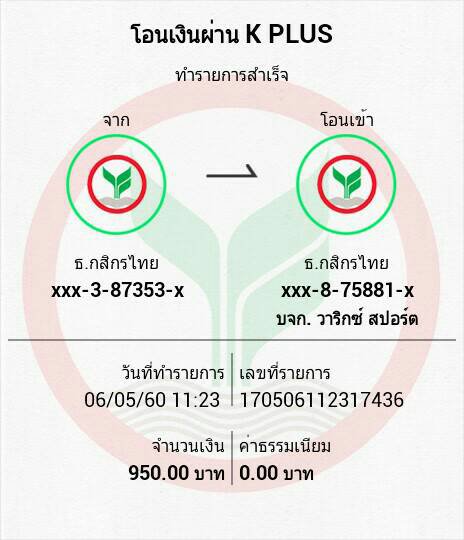 โอนเงินผ่าน K PLUS
ทำรายการสำเร็จ
จาก
โอนเข้า
ธ.กสิกรไทย
xxx-3-87353-x
ธ.กสิกรไทย
xxx-8-75881-x
บจก. วาริกซ์ สปอร์ต
วันที่ทำรายการ
06/05/60 11:23
เลขที่รายการ
170506112317436
จำนวนเงิน
950.00 บาท
ค่าธรรมเนียม
0.00 บาท